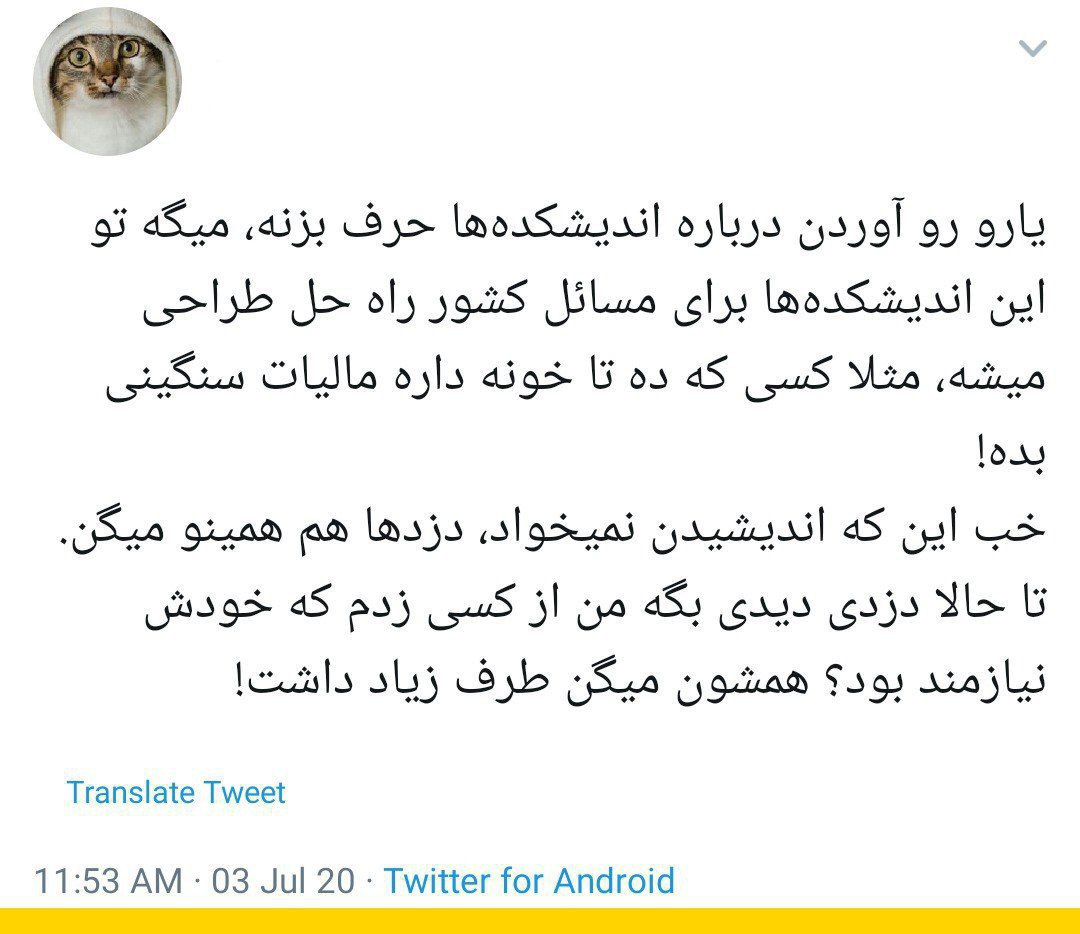 یارو رو آوردن درباره اندیشکده‌ها حرف بزنه، میگه تو
این اندیشکده‌ها برای مسائل کشور راه حل طراحی
میشه، مثلا کسی که ده تا خونه داره مالیات سنگینی
بده!
خب این که اندیشیدن نمیخواد، دزدها هم همینو میگن.
تا حالا دزدی دیدی بگه من از کسی زدم که خودش
نیازمند بود؟ همشون میگن طرف زیاد داشت!
Translate Tweet
11:53 AM · 03 Jul 20 · Twitter for Android